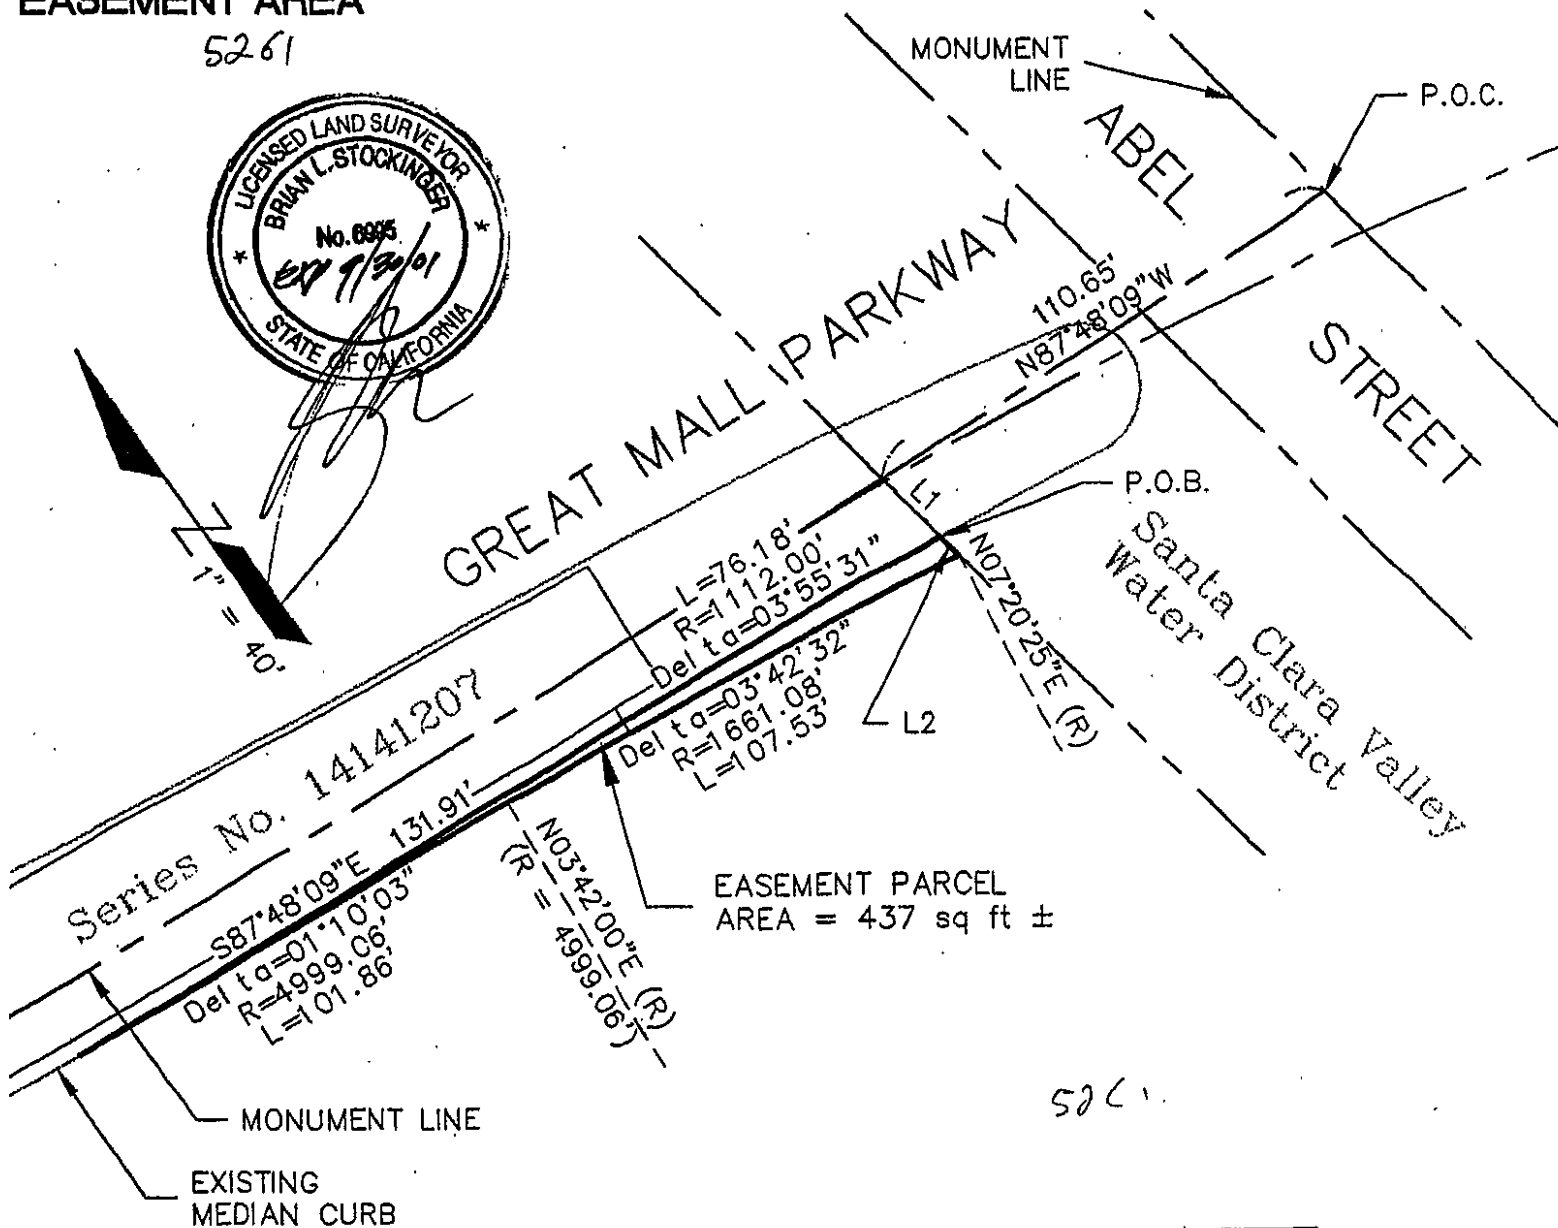 EASEMENT AREA
5261
LICENSED LAND SURVEYOR
BRIAN L. STOCKINGER
No. 6995
EXP 9/30/01
STATE OF CALIFORNIA
MONUMENT
LINE
P.O.C.
ABEL
STREET
GREAT MALL PARKWAY
110.65'
N87°48'09"W
1" = 40'
L1
P.O.B.
N07°20'25"E (R)
Santa Clara Valley
Water District
L=76.18'
R=1112.00'
Delta=03°55'31"
Delta=03°42'32"
R=1661.08'
L=107.53'
L2
Series No. 14141207
S87°48'09"E 131.91'
Delta=01°10'03"
R=4999.06'
L=101.86'
N03°42'00"E (R)
(R = 4999.06')
EASEMENT PARCEL
AREA = 437 sq ft ±
MONUMENT LINE
EXISTING
MEDIAN CURB